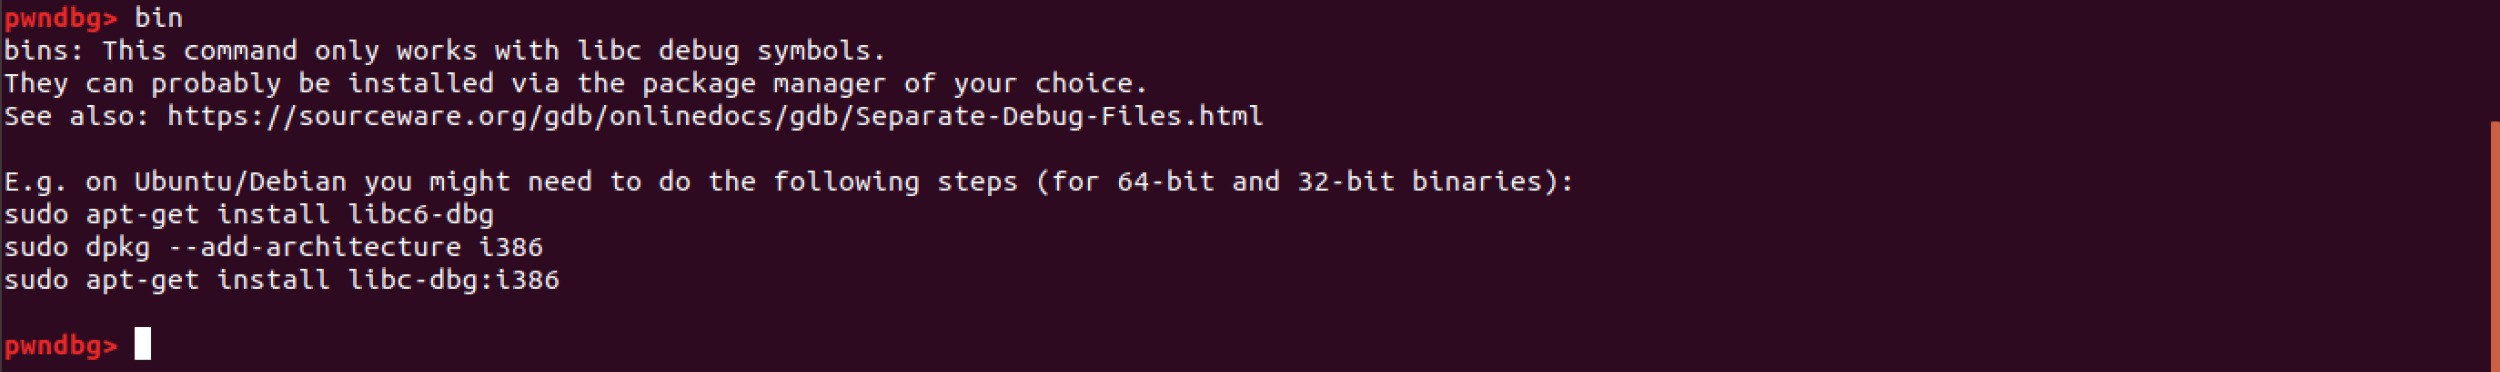 pwndbg> bin
bins: This command only works with libc debug symbols.
They can probably be installed via the package manager of your choice.
See also: https://sourceware.org/gdb/onlinedocs/gdb/Separate-Debug-Files.html
E.g. on Ubuntu/Debian you might need to do the following steps (for 64-bit and 32-bit binaries):
sudo apt-get install libc6-dbg
sudo dpkg --add-architecture i386
sudo apt-get install libc-dbg:i386
pwndbg>